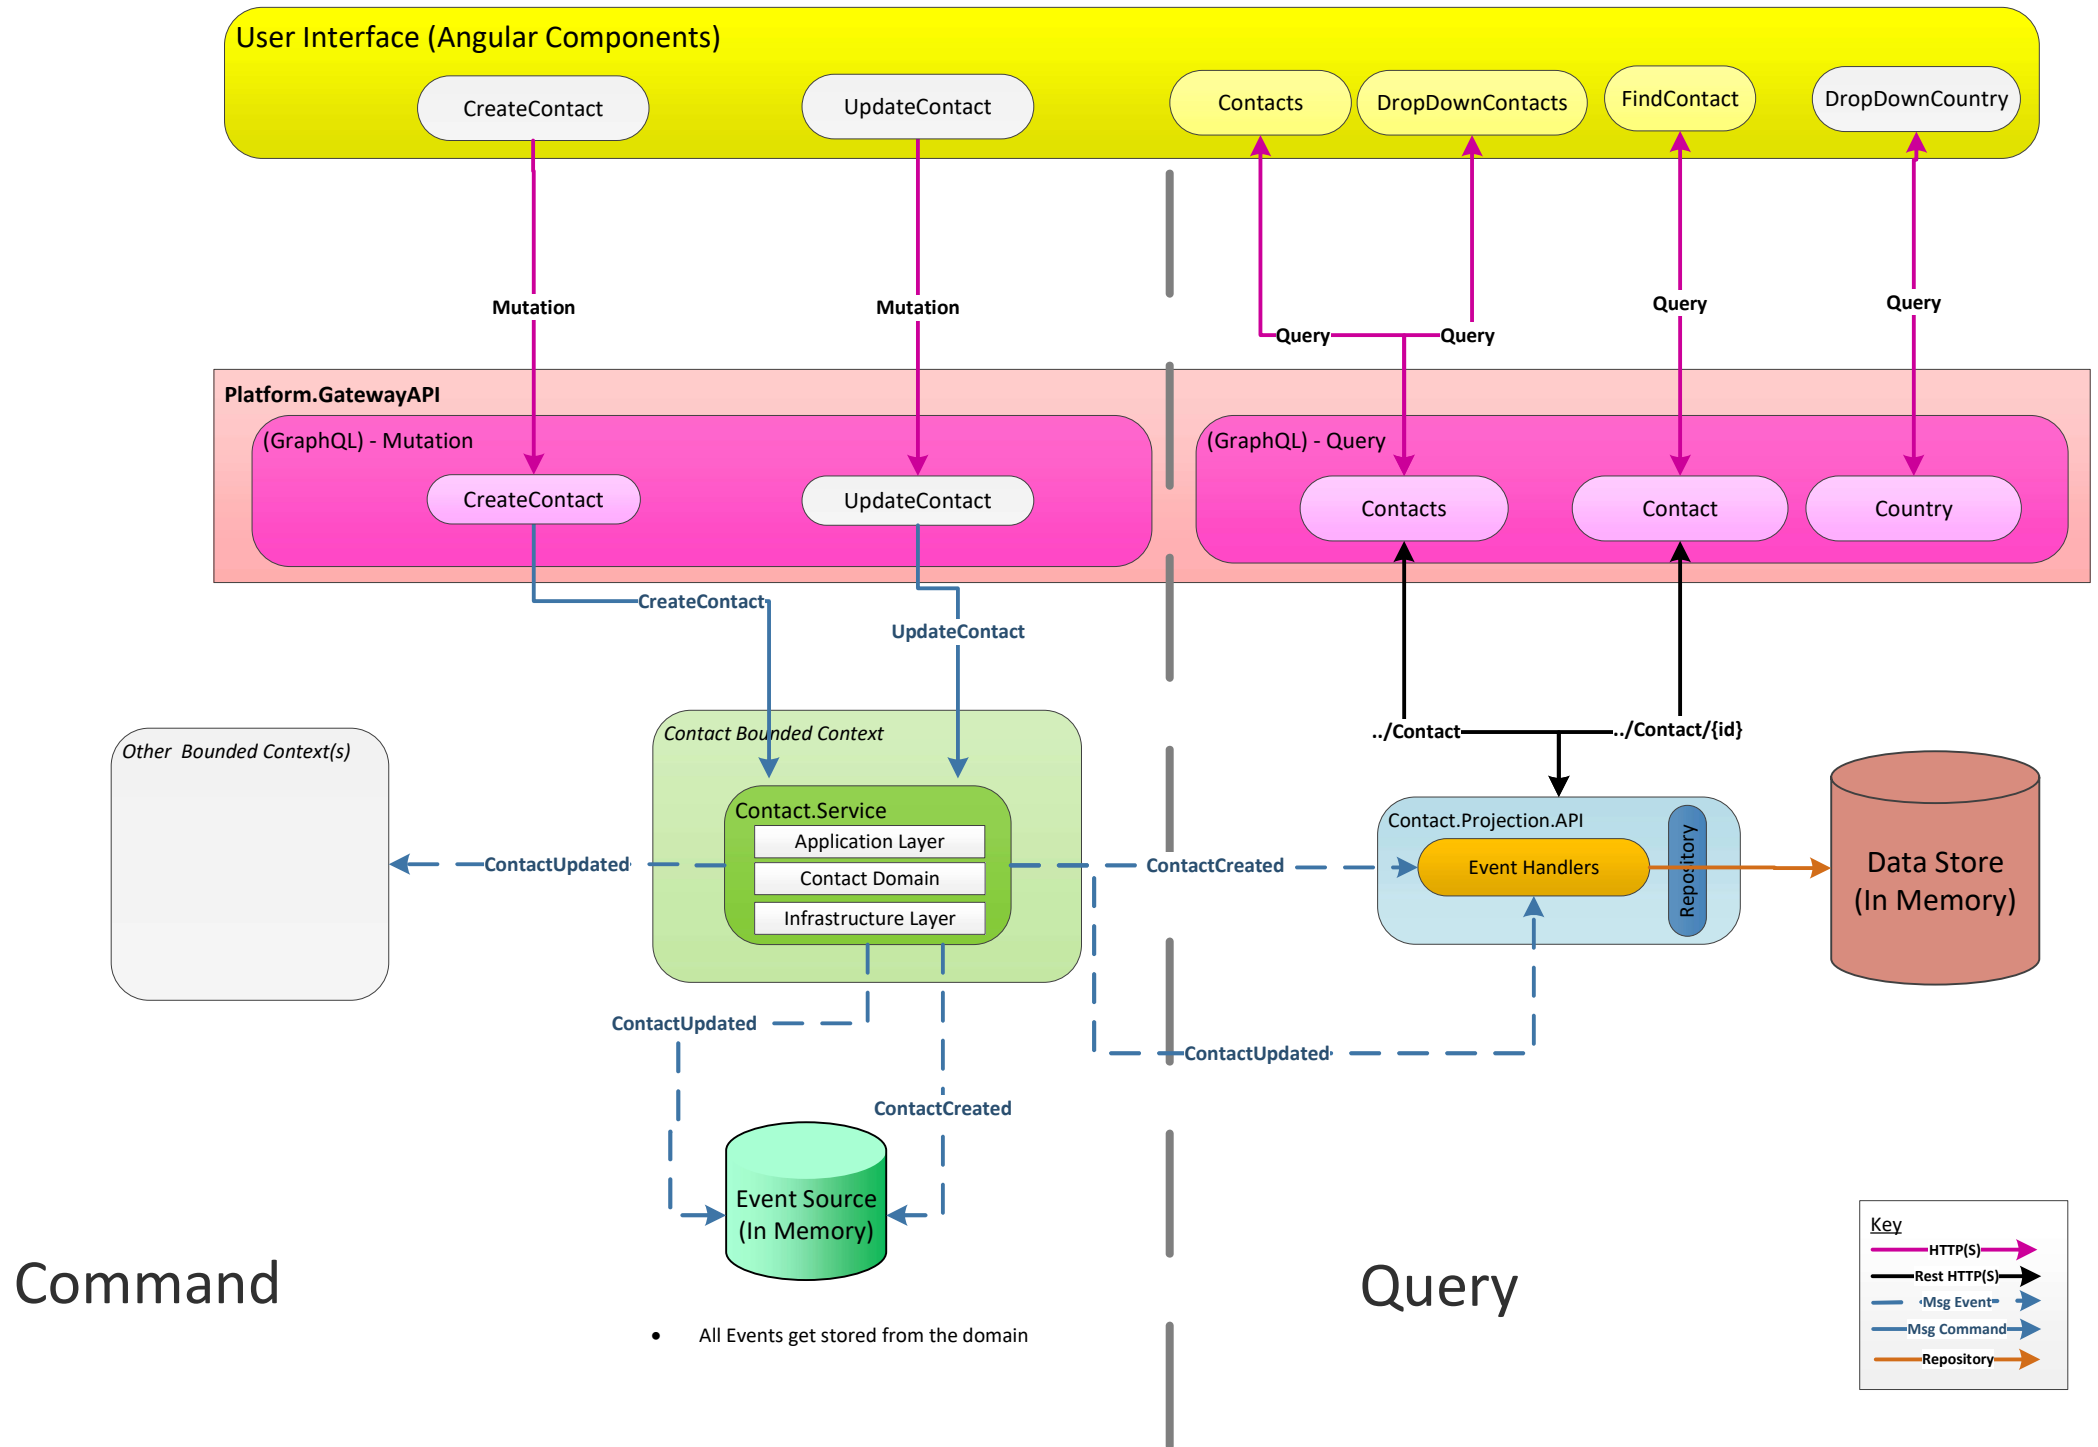 User Interface (Angular Components)
CreateContact
UpdateContact
Contacts
DropDownContacts
FindContact
DropDownCountry
Mutation
Mutation
Query
Query
Query
Query
Platform.GatewayAPI
(GraphQL) - Mutation
(GraphQL) - Query
CreateContact
UpdateContact
Contacts
Contact
Country
CreateContact
UpdateContact
Other Bounded Context(s)
Contact Bounded Context
../Contact
../Contact/{id}
Contact.Service
Application Layer
Contact Domain
Infrastructure Layer
ContactUpdated
ContactCreated
Contact.Projection.API
Event Handlers
Repository
Data Store
(In Memory)
ContactUpdated
ContactUpdated
ContactCreated
Event Source
(In Memory)
Command
Query
• All Events get stored from the domain
Key
HTTP(S)
Rest HTTP(S)
Msg Event
Msg Command
Repository